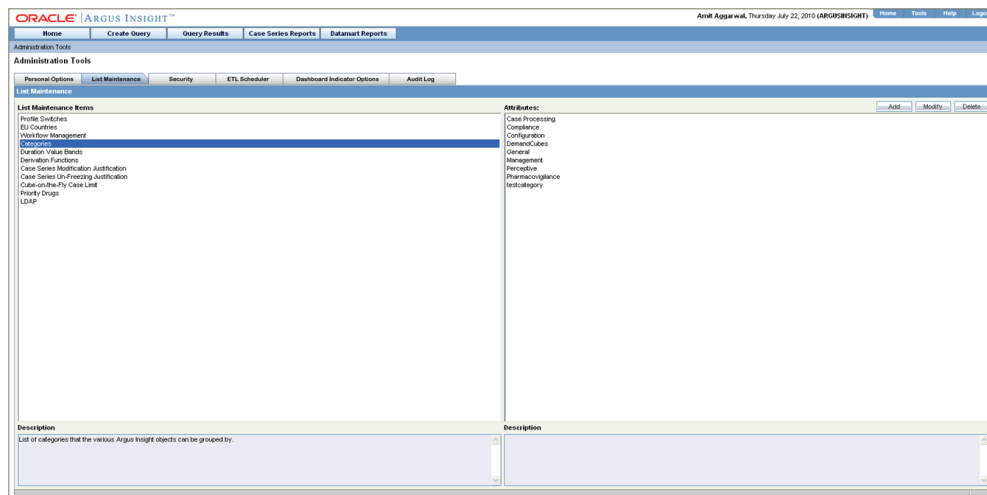 ORACLE' ARGUS INSIGHT™
Amit Aggarwal, Thursday July 22, 2010 (ARGUSINSIGHT)
Home Tools Help
Home Create Query Query Results Case Series Reports Datamart Reports
Administration Tools
Administration Tools
Personal Options List Maintenance Security ETL Scheduler Dashboard Indicator Options Audit Log
List Maintenance
List Maintenance Items
Profile Switches
EU Countries
Workflow Management
Categories
Duration Value Bands
Derivation Functions
Case Series Modification Justification
Case Series Un-Freezing Justification
Cube-on-the-Fly Case Limit
Priority Drugs
LDAP
Attributes:
Add Modify Delete
Case Processing
Compliance
Configuration
DemandCubes
General
Management
Perceptive
Pharmacovigilance
testcategory
Description
List of categories that the various Argus Insight objects can be grouped by.
Description